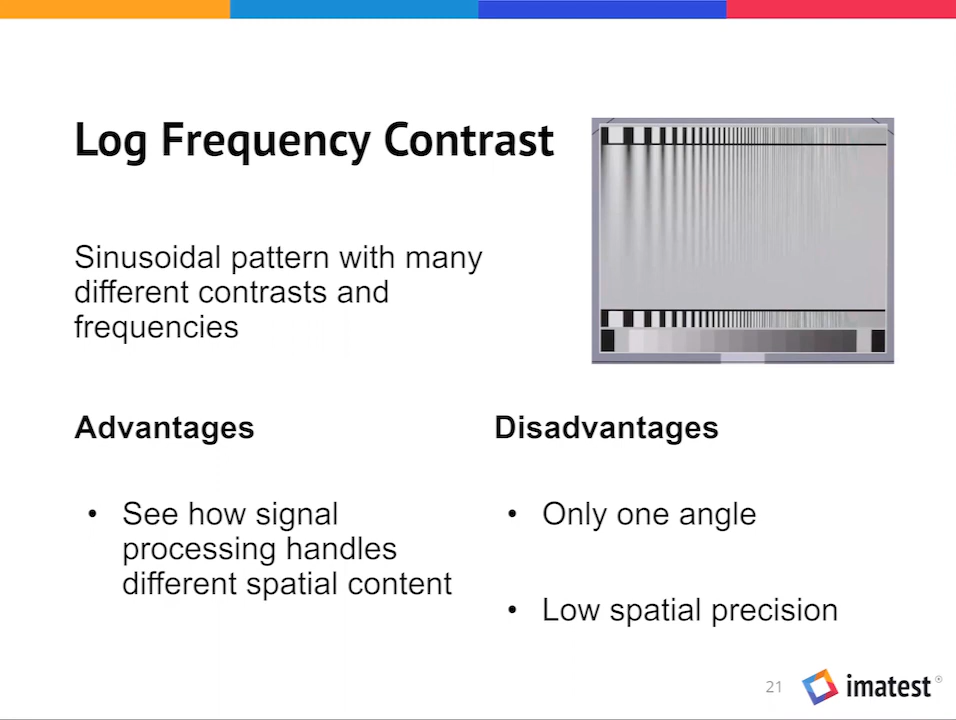 Log Frequency Contrast
Sinusoidal pattern with many
different contrasts and
frequencies
Advantages
• See how signal
processing handles
different spatial content
Disadvantages
• Only one angle
• Low spatial precision
21
imatest®